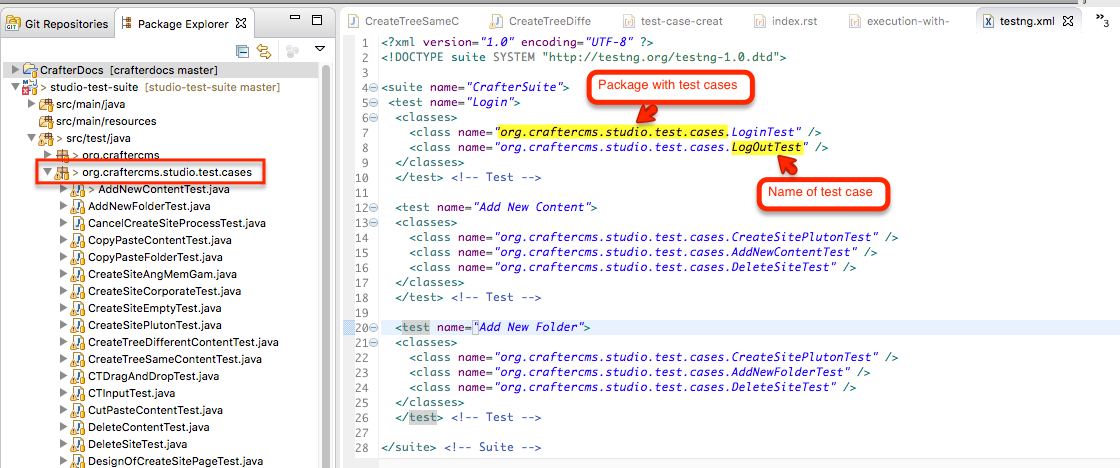 Git Repositories
Package Explorer
CrafterDocs [crafterdocs master]
> studio-test-suite [studio-test-suite master]
src/main/java
src/main/resources
> src/test/java
> org.craftercms
> org.craftercms.studio.test.cases
> AddNewContentTest.java
AddNewFolderTest.java
CancelCreateSiteProcessTest.java
CopyPasteContentTest.java
CopyPasteFolderTest.java
CreateSiteAngMemGam.java
CreateSiteCorporateTest.java
CreateSiteEmptyTest.java
CreateSitePlutonTest.java
CreateTreeDifferentContentTest.java
CreateTreeSameContentTest.java
CTDragAndDropTest.java
CTInputTest.java
CutPasteContentTest.java
DeleteContentTest.java
DeleteSiteTest.java
DesignOfCreateSitePageTest.java
CreateTreeSameC
CreateTreeDiffe
test-case-creat
index.rst
execution-with-
testng.xml
»3
1 <?xml version="1.0" encoding="UTF-8" ?>
2 <!DOCTYPE suite SYSTEM "http://testng.org/testng-1.0.dtd">
3
4 <suite name="CrafterSuite">
5 <test name="Login">
6 <classes>
7 <class name="org.craftercms.studio.test.cases.LoginTest" />
8 <class name="org.craftercms.studio.test.cases.LogOutTest" />
9 </classes>
10 </test> <!-- Test -->
11
12 <test name="Add New Content">
13 <classes>
14 <class name="org.craftercms.studio.test.cases.CreateSitePlutonTest" />
15 <class name="org.craftercms.studio.test.cases.AddNewContentTest" />
16 <class name="org.craftercms.studio.test.cases.DeleteSiteTest" />
17 </classes>
18 </test> <!-- Test -->
19
20 <test name="Add New Folder">
21 <classes>
22 <class name="org.craftercms.studio.test.cases.CreateSitePlutonTest" />
23 <class name="org.craftercms.studio.test.cases.AddNewFolderTest" />
24 <class name="org.craftercms.studio.test.cases.DeleteSiteTest" />
25 </classes>
26 </test> <!-- Test -->
27
28 </suite> <!-- Suite -->
Package with test cases
Name of test case